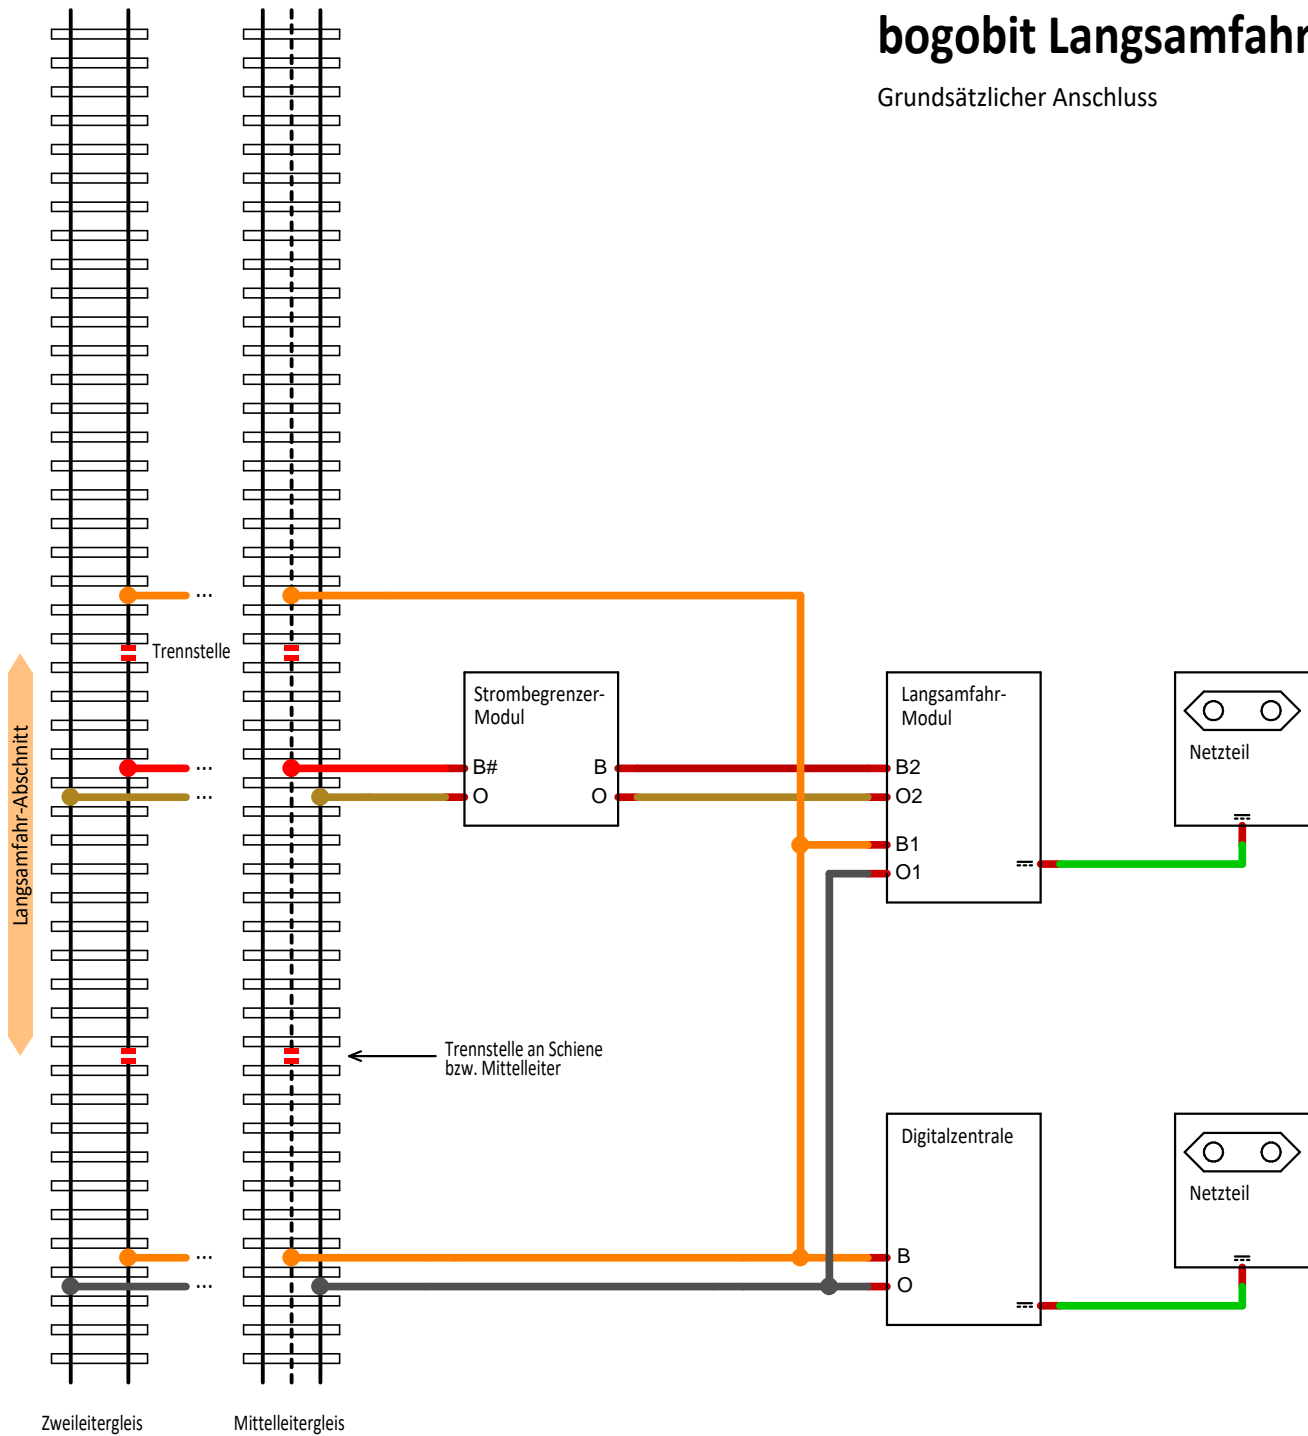 bogobit Langsamfahr
Grundsätzlicher Anschluss
...
...
Trennstelle
Langsamfahr-Abschnitt
Strombegrenzer-
Modul
B#
O
B
O
Langsamfahr-
Modul
B2
O2
B1
O1
Netzteil
...
...
Trennstelle an Schiene
bzw. Mittelleiter
Digitalzentrale
B
O
Netzteil
...
Zweileitergleis
Mittelleitergleis